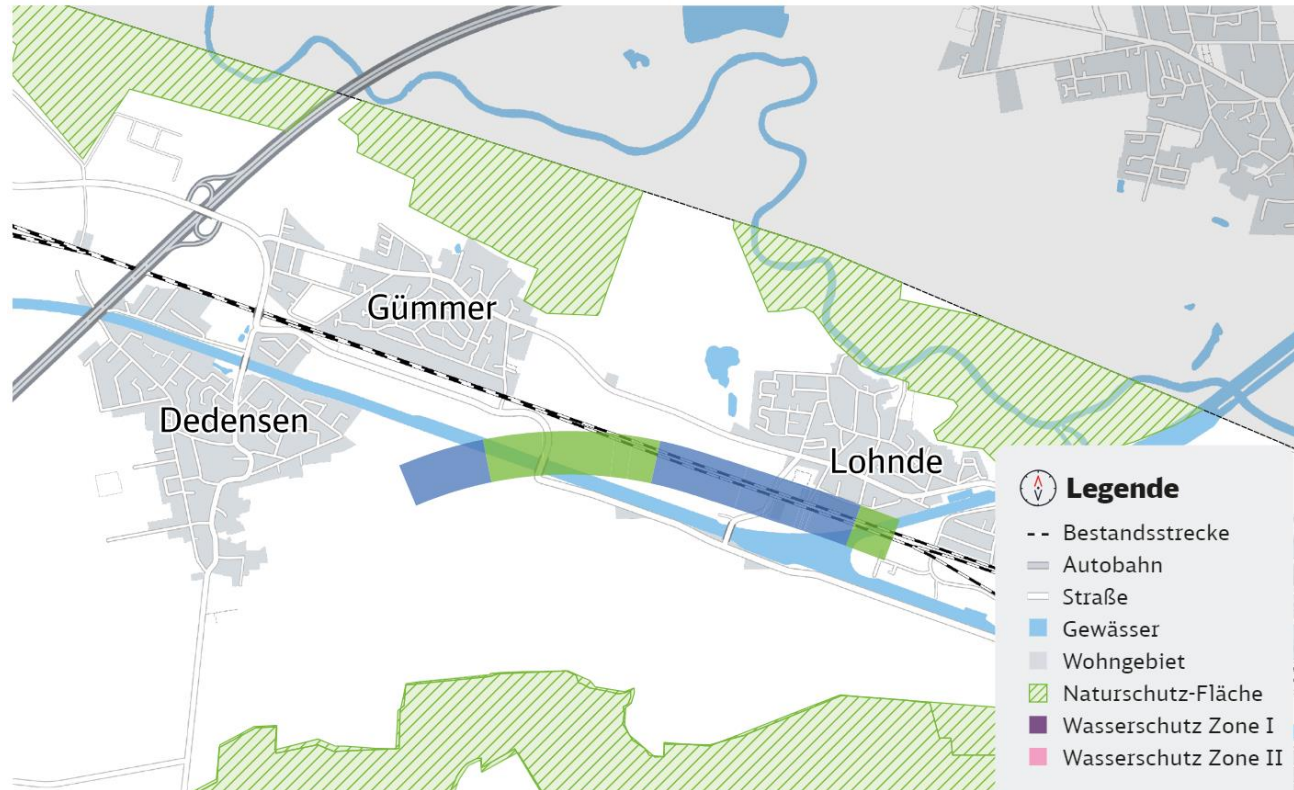 Gümmer
Dedensen
Lohnde
Legende
Bestandsstrecke
Autobahn
Straße
Gewässer
Wohngebiet
Naturschutz-Fläche
Wasserschutz Zone I
Wasserschutz Zone II